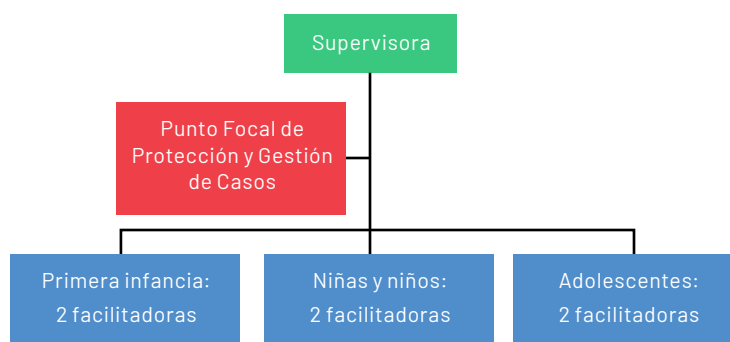 Supervisora
Punto Focal de
Protección y Gestión
de Casos
Primera infancia:
2 facilitadoras
Niñas y niños:
2 facilitadoras
Adolescentes:
2 facilitadoras